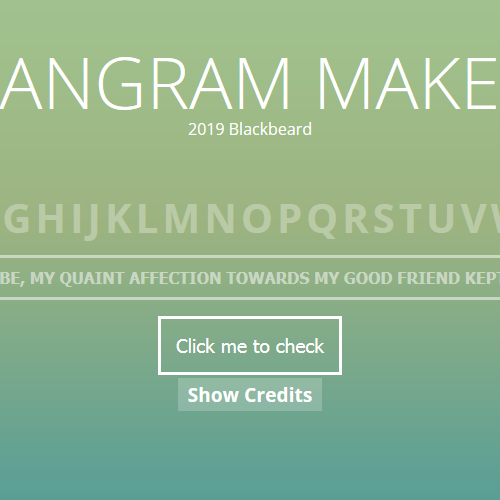 ANGRAM MAKE
2019 Blackbeard
GHIJKLMNOPQRSTUV
BE, MY QUAINT AFFECTION TOWARDS MY GOOD FRIEND KEPT
Click me to check
Show Credits